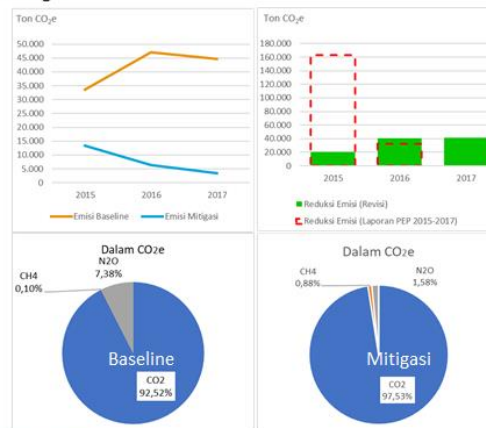 Ton CO₂e
50.000
45.000
40.000
35.000
30.000
25.000
20.000
15.000
10.000
5.000
0
2015
2016
2017
Emisi Baseline
Emisi Mitigasi
Ton CO₂e
180.000
160.000
140.000
120.000
100.000
80.000
60.000
40.000
20.000
0
2015
2016
2017
Reduksi Emisi (Revisi)
Reduksi Emisi (Laporan PEP 2015-2017)
Dalam CO₂e
N2O
7,38%
CH4
0,10%
Baseline
CO2
92,52%
Dalam CO₂e
CH4
0,88%
N2O
1,58%
Mitigasi
CO2
97,53%